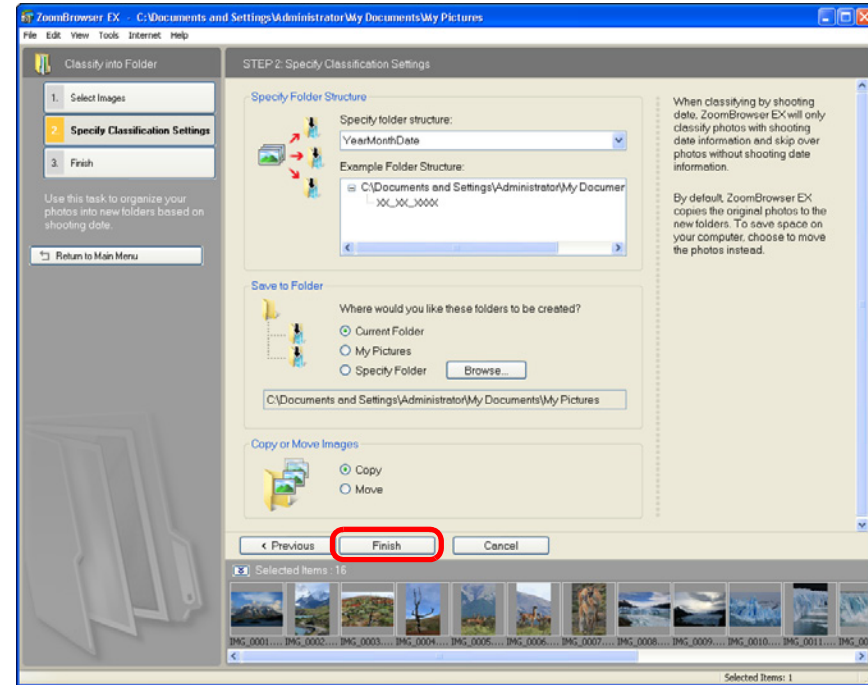 ZoomBrowser EX - C:\Documents and Settings\Administrator\My Documents\My Pictures
File Edit View Tools Internet Help
Classify into Folder
STEP 2: Specify Classification Settings
1. Select Images
2. Specify Classification Settings
3. Finish
Use this task to organize your
photos into new folders based on
shooting date.
Return to Main Menu
Specify Folder Structure
Specify folder structure:
YearMonthDate
Example Folder Structure:
C:\Documents and Settings\Administrator\My Documer
XX_XX_XXXX
Save to Folder
Where would you like these folders to be created?
Current Folder
My Pictures
Specify Folder Browse...
C:\Documents and Settings\Administrator\My Documents\My Pictures
Copy or Move Images
Copy
Move
When classifying by shooting
date, ZoomBrowser EX will only
classify photos with shooting
date information and skip over
photos without shooting date
information.
By default, ZoomBrowser EX
copies the original photos to the
new folders. To save space on
your computer, choose to move
the photos instead.
< Previous Finish Cancel
Selected Items : 16
IMG_0001.... IMG_0002.... IMG_0003.... IMG_0004.... IMG_0005.... IMG_0006.... IMG_0007.... IMG_0008.... IMG_0009.... IMG_0010.... IMG_0011.... IMG_00
Selected Items: 1